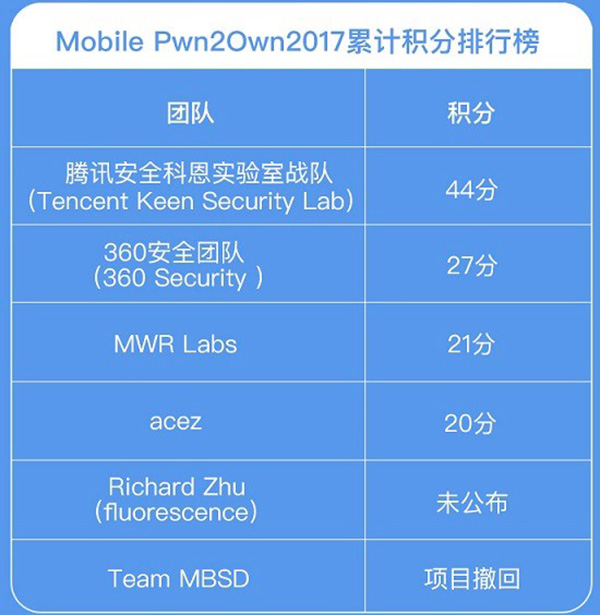 Mobile Pwn2Own2017累计积分排行榜
团队 积分
腾讯安全科恩实验室战队
(Tencent Keen Security Lab) 44分
360安全团队
(360 Security ) 27分
MWR Labs 21分
acez 20分
Richard Zhu
(fluorescence) 未公布
Team MBSD 项目撤回